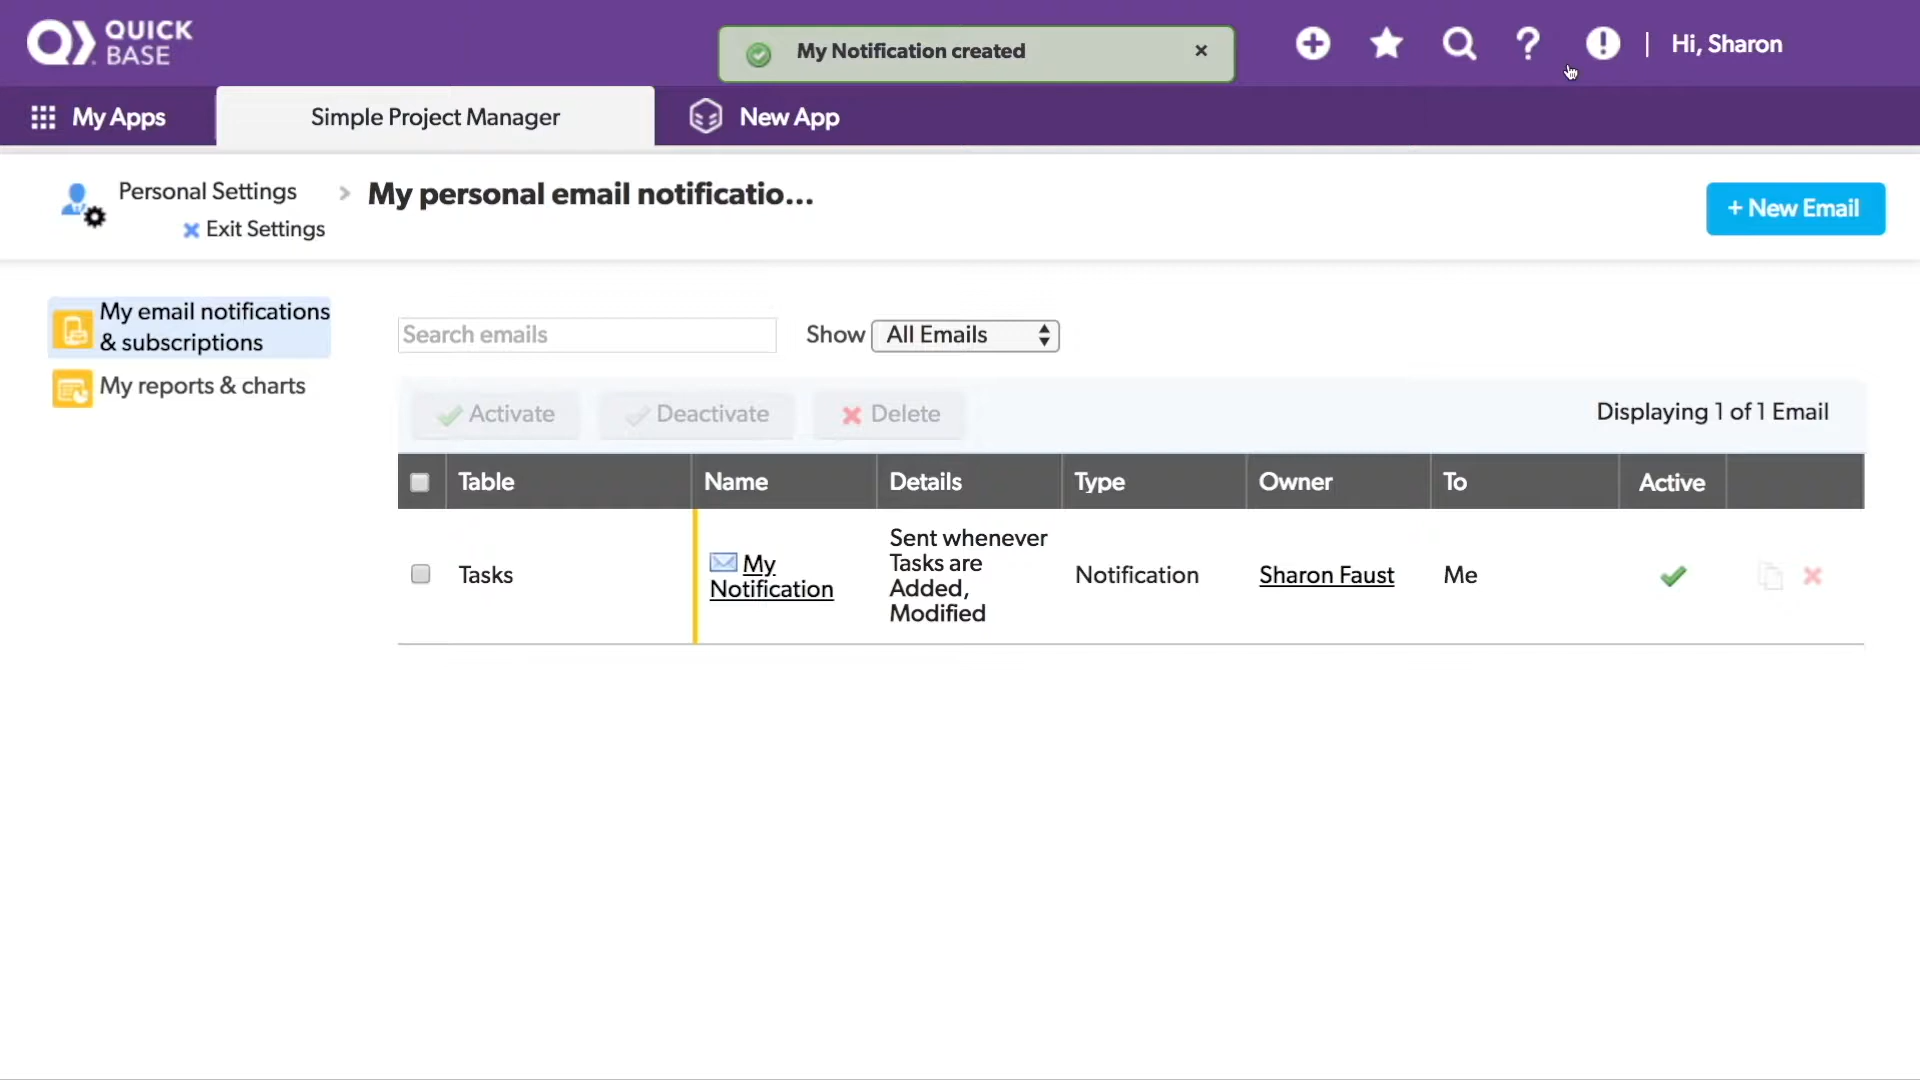 QUICK
BASE
My Notification created
Hi, Sharon
My Apps
Simple Project Manager
New App
Personal Settings
My personal email notificatio...
Exit Settings
+ New Email
My email notifications
& subscriptions
My reports & charts
Search emails
Show
All Emails
Activate
Deactivate
Delete
Displaying 1 of 1 Email
Table
Name
Details
Type
Owner
To
Active
Tasks
My
Notification
Sent whenever
Tasks are
Added,
Modified
Notification
Sharon Faust
Me